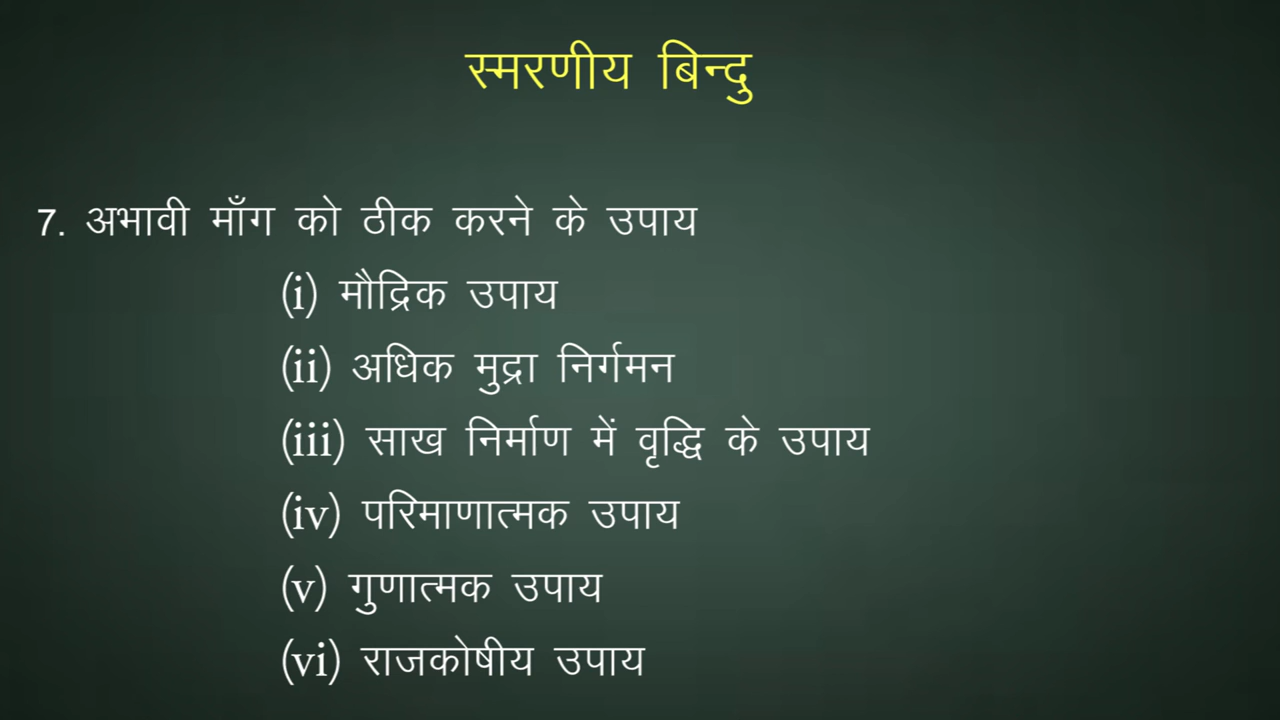 स्मरणीय बिन्दु
7. अभावी माँग को ठीक करने के उपाय
(i) मौद्रिक उपाय
(ii) अधिक मुद्रा निर्गमन
(iii) साख निर्माण में वृद्धि के उपाय
(iv) परिमाणात्मक उपाय
(v) गुणात्मक उपाय
(vi) राजकोषीय उपाय